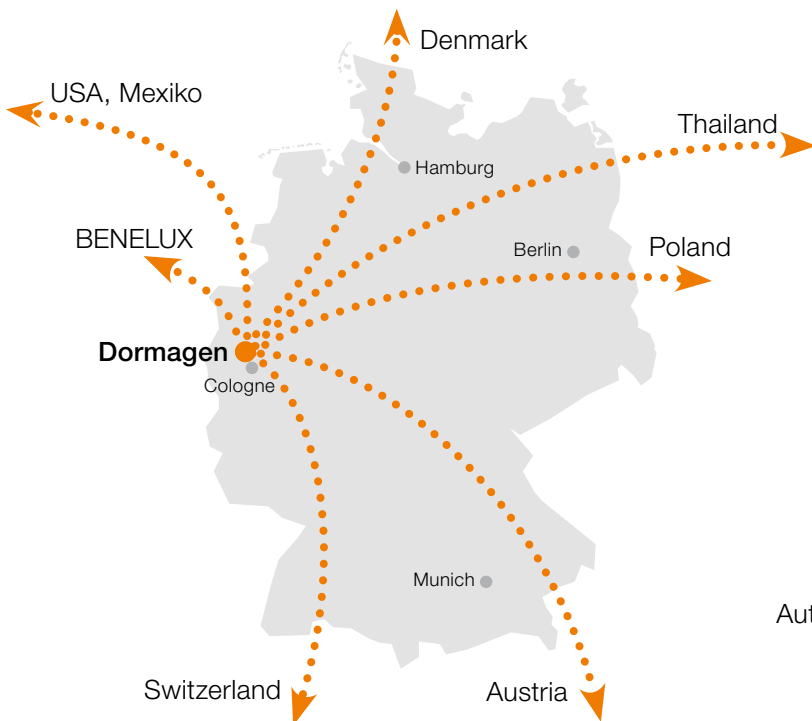 Denmark
USA, Mexiko
Thailand
Hamburg
BENELUX
Berlin
Poland
Dormagen
Cologne
Munich
Switzerland
Austria